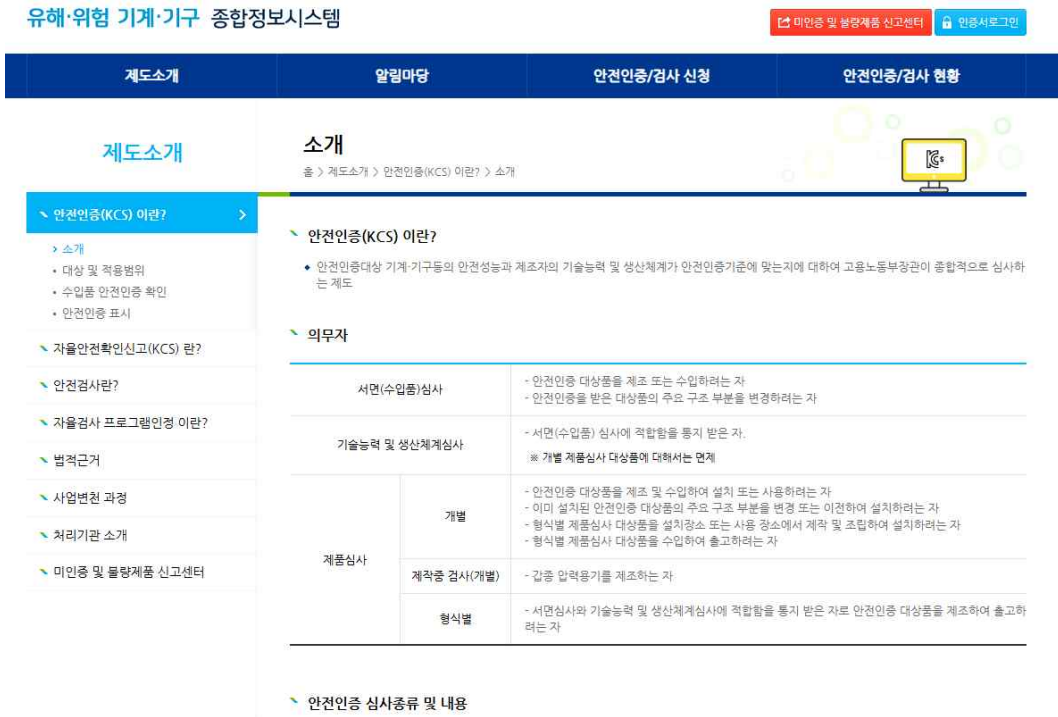 유해·위험 기계·기구 종합정보시스템
미인증 및 불량제품 신고센터
인증서로그인
제도소개
알림마당
안전인증/검사 신청
안전인증/검사 현황
제도소개
안전인증(KCS) 이란?
소개
대상 및 적용범위
수입품 안전인증 확인
안전인증 표시
자율안전확인신고(KCS) 란?
안전검사란?
자율검사 프로그램인정 이란?
법적근거
사업변천 과정
처리기관 소개
미인증 및 불량제품 신고센터
소개
홈 > 제도소개 > 안전인증(KCS) 이란? > 소개
KCs
안전인증(KCS) 이란?
안전인증대상 기계·기구등의 안전성능과 제조자의 기술능력 및 생산체계가 안전인증기준에 맞는지에 대하여 고용노동부장관이 종합적으로 심사하
는 제도
의무자
서면(수입품)심사
- 안전인증 대상품을 제조 또는 수입하려는 자
- 안전인증을 받은 대상품의 주요 구조 부분을 변경하려는 자
기술능력 및 생산체계심사
- 서면(수입품) 심사에 적합함을 통지 받은 자.
※ 개별 제품심사 대상품에 대해서는 면제
제품심사
개별
- 안전인증 대상품을 제조 및 수입하여 설치 또는 사용하려는 자
- 이미 설치된 안전인증 대상품의 주요 구조 부분을 변경 또는 이전하여 설치하려는 자
- 형식별 제품심사 대상품을 설치장소 또는 사용 장소에서 제작 및 조립하여 설치하려는 자
- 형식별 제품심사 대상품을 수입하여 출고하려는 자
제작중 검사(개별)
- 갑종 압력용기를 제조하는 자
형식별
- 서면심사와 기술능력 및 생산체계심사에 적합함을 통지 받은 자로 안전인증 대상품을 제조하여 출고하
려는 자
안전인증 심사종류 및 내용